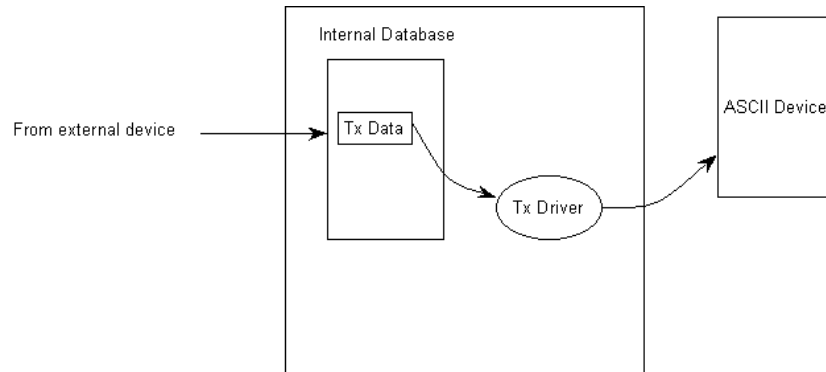 Internal Database
From external device
Tx Data
ASCII Device
Tx Driver